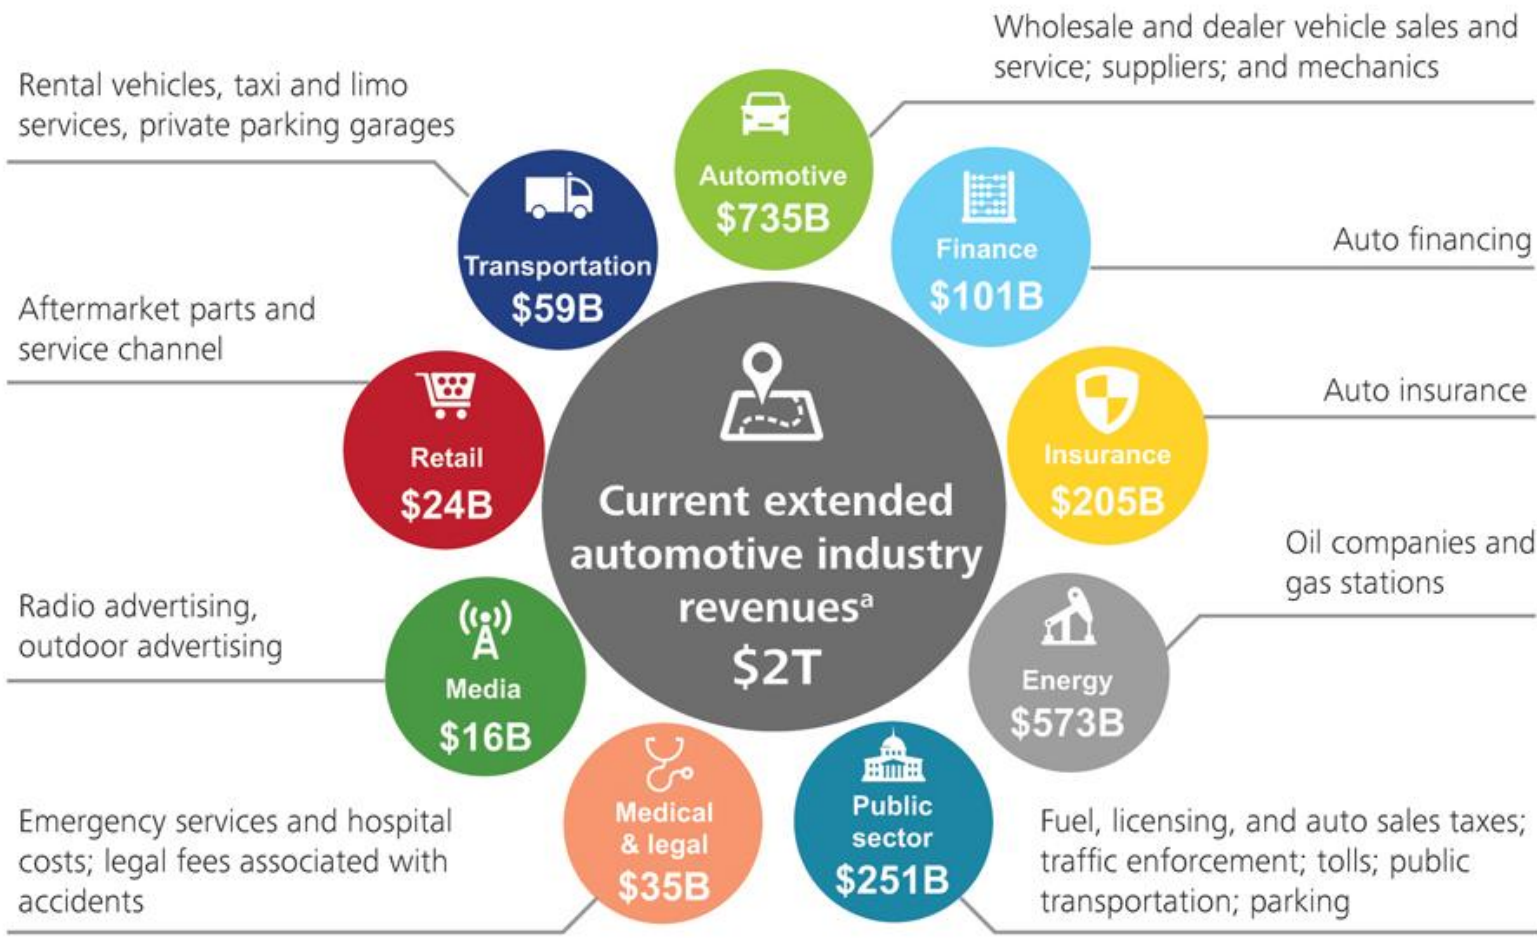 Wholesale and dealer vehicle sales and
service; suppliers; and mechanics
Rental vehicles, taxi and limo
services, private parking garages
Automotive
$735B
Transportation
$59B
Finance
$101B
Auto financing
Aftermarket parts and
service channel
Retail
$24B
Auto insurance
Insurance
$205B
Current extended
automotive industry
revenuesᵃ
$2T
Oil companies and
gas stations
Energy
$573B
Radio advertising,
outdoor advertising
Media
$16B
Medical
& legal
$35B
Public
sector
$251B
Emergency services and hospital
costs; legal fees associated with
accidents
Fuel, licensing, and auto sales taxes;
traffic enforcement; tolls; public
transportation; parking